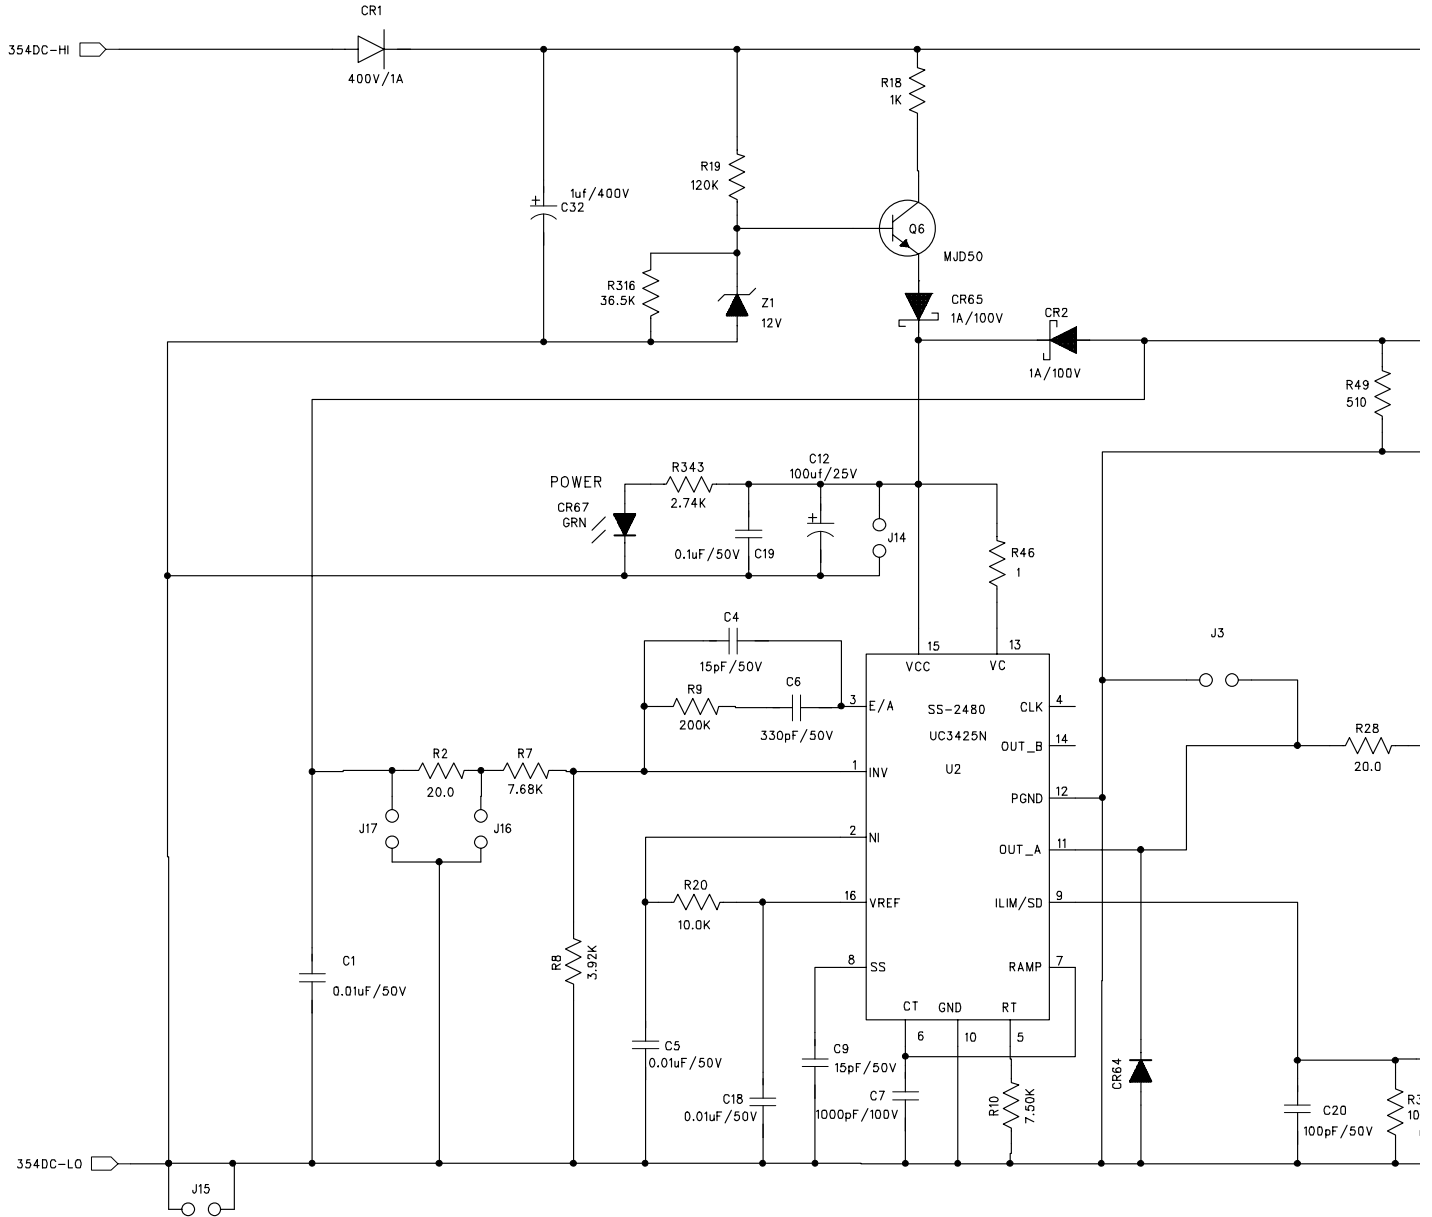 CR1
354DC-HI
400V/1A
R18
1K
R19
120K
1uf/400V
+
C32
Q6
MJD50
R316
36.5K
Z1
12V
CR65
1A/100V
CR2
1A/100V
R49
510
POWER
CR67
GRN
R343
2.74K
C12
100uf/25V
+
0.1uF/50V
C19
J14
R46
1
C4
15pF/50V
R9
200K
C6
330pF/50V
J3
15
VCC
13
VC
3
E/A
SS-2480
UC3425N
U2
CLK
4
OUT_B
14
R28
20.0
R2
20.0
R7
7.68K
1
INV
PGND
12
J17
J16
2
NI
OUT_A
11
R20
10.0K
16
VREF
ILIM/SD
9
R8
3.92K
C1
0.01uF/50V
8
SS
RAMP
7
CT
GND
RT
6
10
5
C5
0.01uF/50V
C9
15pF/50V
C18
0.01uF/50V
C7
1000pF/100V
R10
7.50K
CR64
C20
100pF/50V
354DC-LO
J15